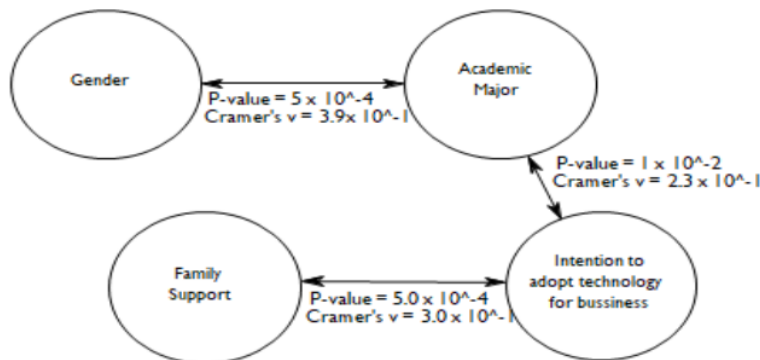 Gender
Academic
Major
P-value = 5 x 10^-4
Cramer's v = 3.9x 10^-1
P-value = 1 x 10^-2
Cramer's v = 2.3 x 10^-1
Family
Support
Intention to
adopt technology
for bussiness
P-value = 5.0 x 10^-4
Cramer's v = 3.0 x 10^-1